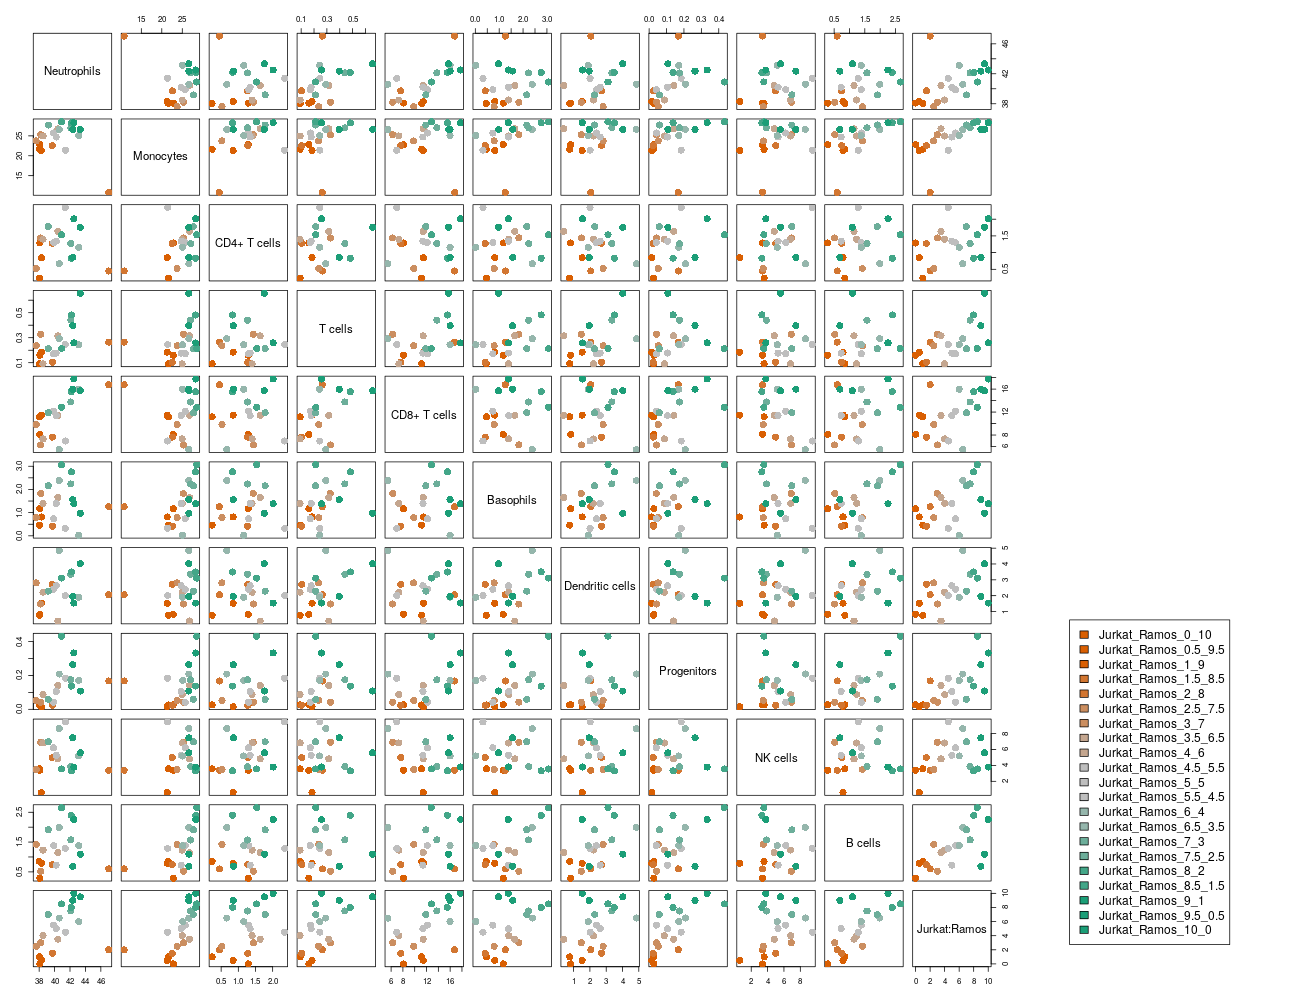 15 20 25 0.1 0.3 0.5 0.0 1.0 2.0 3.0 0.0 0.1 0.2 0.3 0.4 0.5 1.5 2.5
Neutrophils 38 42 46
15 20 25 Monocytes
CD4+ T cells 0.5 1.5
0.1 0.3 0.5 T cells
CD8+ T cells 6 8 12 16
0.0 1.0 2.0 3.0 Basophils
Dendritic cells 1 2 3 4 5
0.0 0.2 0.4 Progenitors
NK cells 2 4 6 8
0.5 1.5 2.5 B cells
Jurkat:Ramos 0 2 4 6 8 10
38 40 42 44 46 0.5 1.0 1.5 2.0 6 8 12 16 1 2 3 4 5 2 4 6 8 0 2 4 6 8 10
Jurkat_Ramos_0_10
Jurkat_Ramos_0.5_9.5
Jurkat_Ramos_1_9
Jurkat_Ramos_1.5_8.5
Jurkat_Ramos_2_8
Jurkat_Ramos_2.5_7.5
Jurkat_Ramos_3_7
Jurkat_Ramos_3.5_6.5
Jurkat_Ramos_4_6
Jurkat_Ramos_4.5_5.5
Jurkat_Ramos_5_5
Jurkat_Ramos_5.5_4.5
Jurkat_Ramos_6_4
Jurkat_Ramos_6.5_3.5
Jurkat_Ramos_7_3
Jurkat_Ramos_7.5_2.5
Jurkat_Ramos_8_2
Jurkat_Ramos_8.5_1.5
Jurkat_Ramos_9_1
Jurkat_Ramos_9.5_0.5
Jurkat_Ramos_10_0